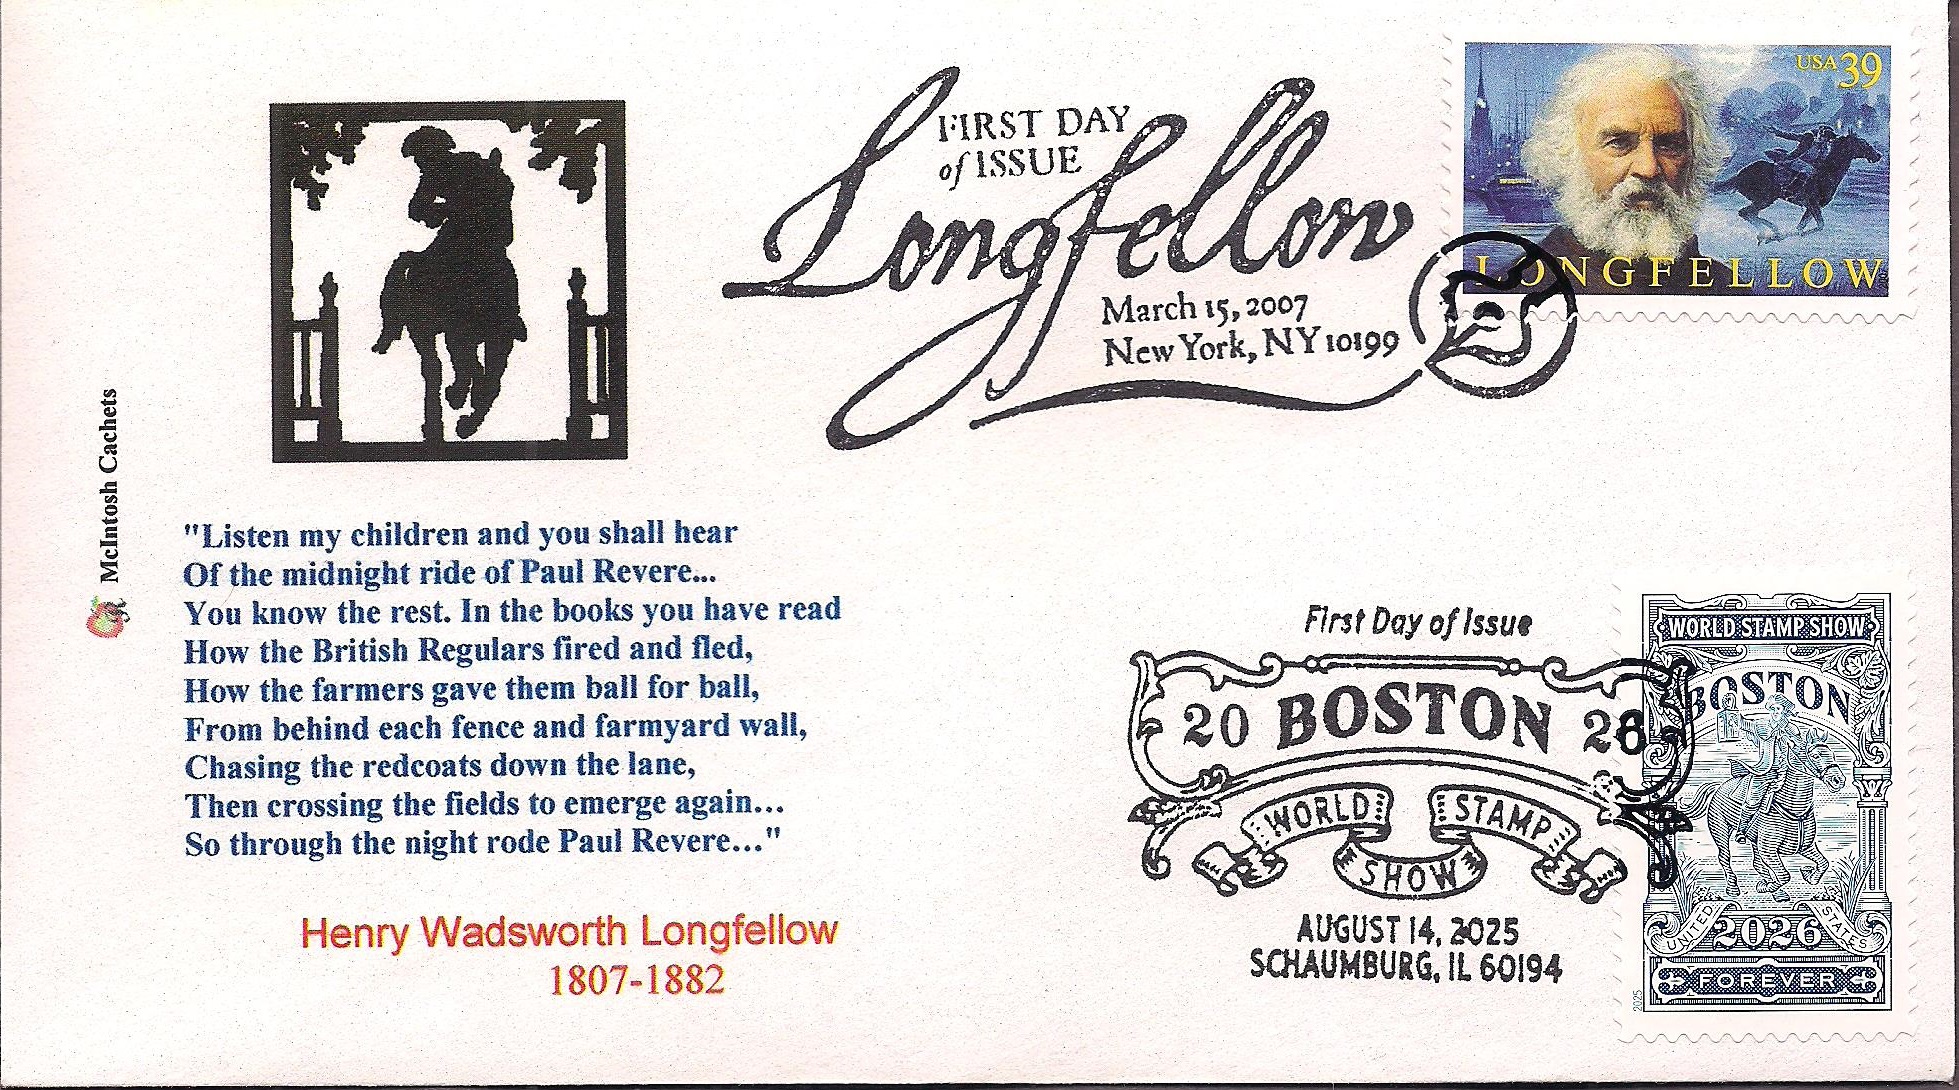 FIRST DAY
of ISSUE
Longfellow
March 15, 2007
New York, NY 10199
USA 39
LONGFELLOW
McIntosh Cachets
"Listen my children and you shall hear
Of the midnight ride of Paul Revere...
You know the rest. In the books you have read
How the British Regulars fired and fled,
How the farmers gave them ball for ball,
From behind each fence and farmyard wall,
Chasing the redcoats down the lane,
Then crossing the fields to emerge again...
So through the night rode Paul Revere..."
Henry Wadsworth Longfellow
1807-1882
First Day of Issue
20 BOSTON 26
WORLD STAMP
SHOW
AUGUST 14, 2025
SCHAUMBURG, IL 60194
WORLD STAMP SHOW
BOSTON
UNITED STATES
2026
FOREVER
2025